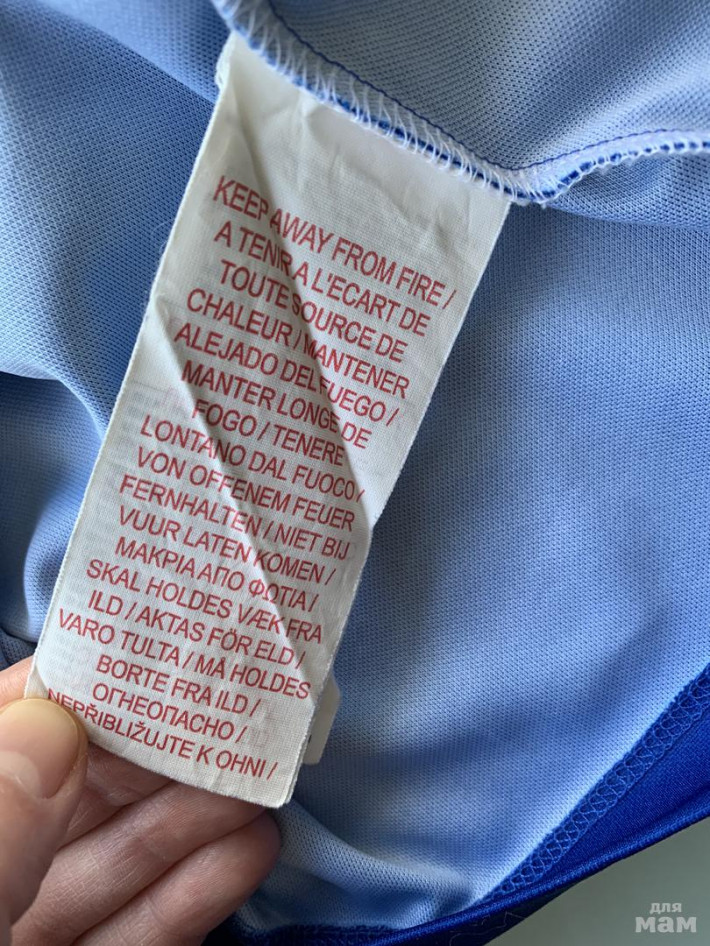 KEEP AWAY FROM FIRE /
A TENIR A L'ECART DE
TOUTE SOURCE DE
CHALEUR / MANTENER
ALEJADO DEL FUEGO /
MANTER LONGE DE
FOGO / TENERE
LONTANO DAL FUOCO /
VON OFFENEM FEUER
FERNHALTEN / NIET BIJ
VUUR LATEN KOMEN /
ΜΑΚΡΙΑ ΑΠΟ ΦΩΤΙΑ /
SKAL HOLDES VÆK FRA
ILD / AKTAS FÖR ELD /
VARO TULTA / MÅ HOLDES
BORTE FRA ILD /
ОГНЕОПАСНО /
NEPŘIBLIŽUJTE K OHNI /
для
мам